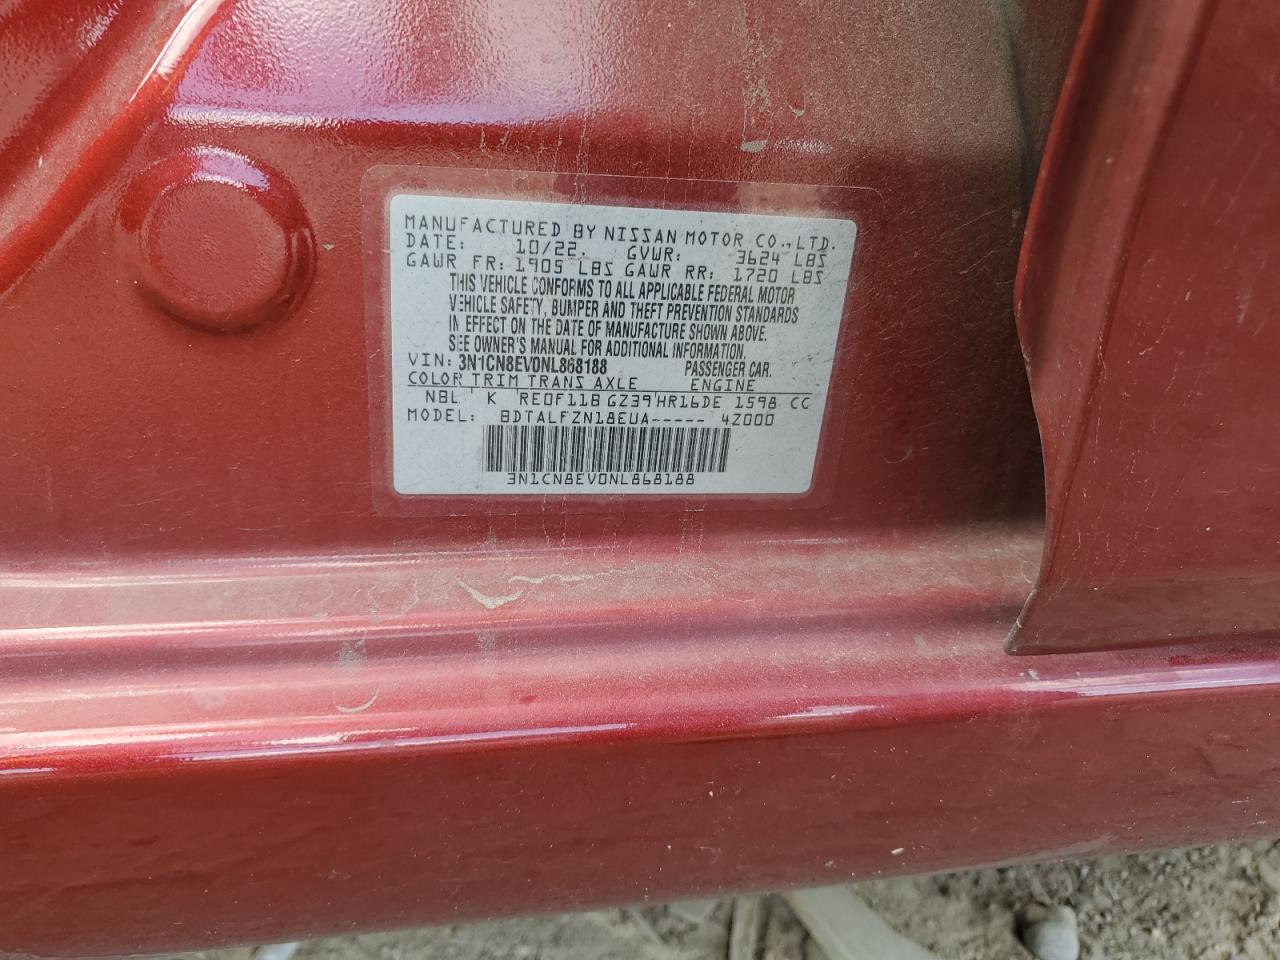 MANUFACTURED BY NISSAN MOTOR CO., LTD.
DATE: 10/22. GVWR: 3624 LBS
GAWR FR: 1905 LBS GAWR RR: 1720 LBS
THIS VEHICLE CONFORMS TO ALL APPLICABLE FEDERAL MOTOR
VEHICLE SAFETY, BUMPER AND THEFT PREVENTION STANDARDS
IN EFFECT ON THE DATE OF MANUFACTURE SHOWN ABOVE.
SEE OWNER'S MANUAL FOR ADDITIONAL INFORMATION.
VIN: 3N1CN8EV0NL868188 PASSENGER CAR.
COLOR TRIM TRANS AXLE ENGINE
NBL K RE0F11B GZ39 HR16DE 1598 CC
MODEL: BDTALFZN18EUA----- 4Z000
3N1CN8EV0NL868188